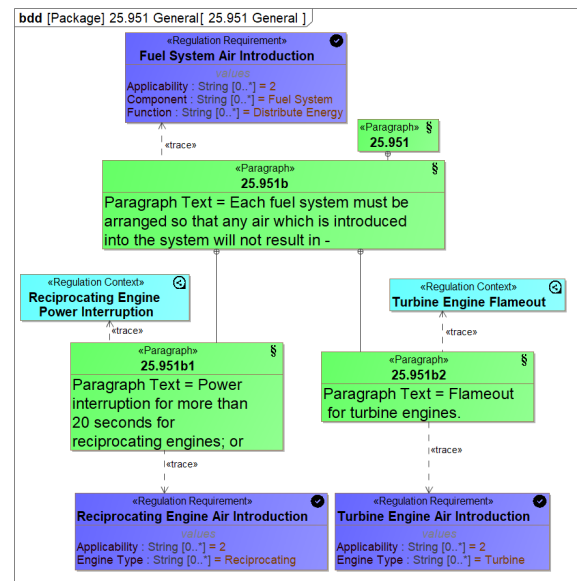 bdd [Package] 25.951 General[ 25.951 General ]
«Regulation Requirement»
Fuel System Air Introduction
values
Applicability : String [0..*] = 2
Component : String [0..*] = Fuel System
Function : String [0..*] = Distribute Energy
«Paragraph» §
25.951
«trace»
«Paragraph» §
25.951b
Paragraph Text = Each fuel system must be
arranged so that any air which is introduced
into the system will not result in -
«Regulation Context»
Reciprocating Engine
Power Interruption
«Regulation Context»
Turbine Engine Flameout
«trace»
«trace»
«Paragraph» §
25.951b1
Paragraph Text = Power
interruption for more than
20 seconds for
reciprocating engines; or
«Paragraph» §
25.951b2
Paragraph Text = Flameout
for turbine engines.
«trace»
«trace»
«Regulation Requirement»
Reciprocating Engine Air Introduction
values
Applicability : String [0..*] = 2
Engine Type : String [0..*] = Reciprocating
«Regulation Requirement»
Turbine Engine Air Introduction
values
Applicability : String [0..*] = 2
Engine Type : String [0..*] = Turbine